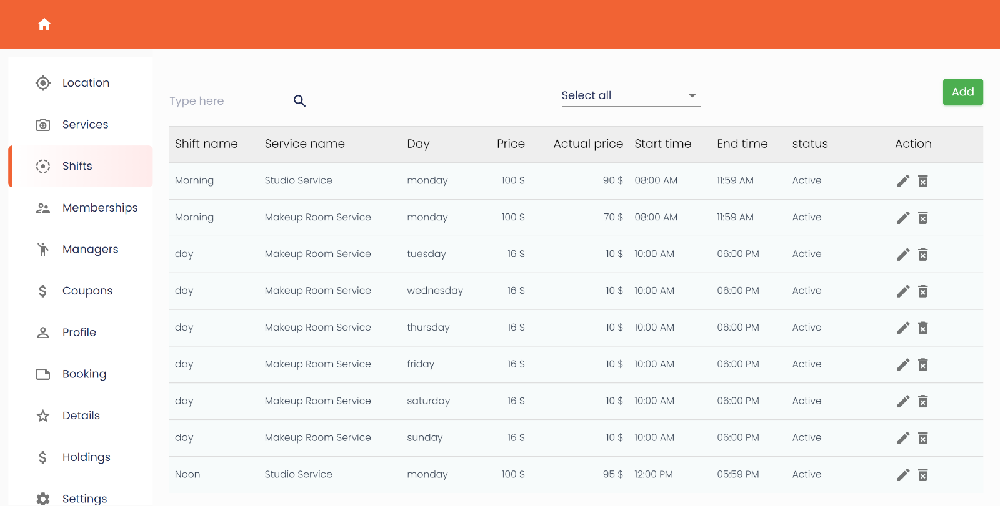 Location
Services
Shifts
Memberships
Managers
Coupons
Profile
Booking
Details
Holdings
Settings
Type here
Select all
Add
Shift name Service name Day Price Actual price Start time End time status Action
Morning Studio Service monday 100 $ 90 $ 08:00 AM 11:59 AM Active
Morning Makeup Room Service monday 100 $ 70 $ 08:00 AM 11:59 AM Active
day Makeup Room Service tuesday 16 $ 10 $ 10:00 AM 06:00 PM Active
day Makeup Room Service wednesday 16 $ 10 $ 10:00 AM 06:00 PM Active
day Makeup Room Service thursday 16 $ 10 $ 10:00 AM 06:00 PM Active
day Makeup Room Service friday 16 $ 10 $ 10:00 AM 06:00 PM Active
day Makeup Room Service saturday 16 $ 10 $ 10:00 AM 06:00 PM Active
day Makeup Room Service sunday 16 $ 10 $ 10:00 AM 06:00 PM Active
Noon Studio Service monday 100 $ 95 $ 12:00 PM 05:59 PM Active